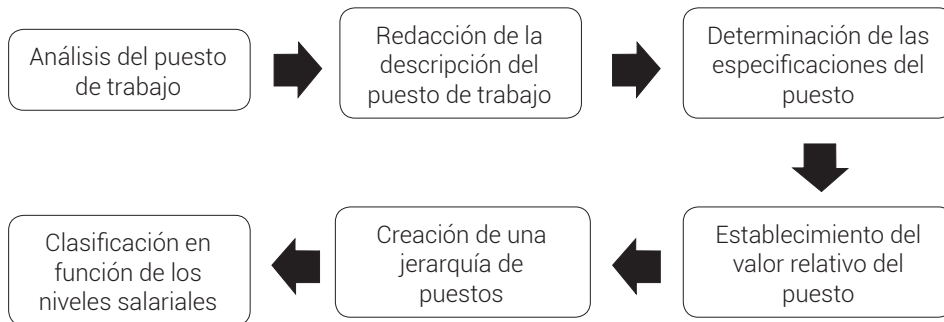 Análisis del puesto
de trabajo
Redacción de la
descripción del
puesto de trabajo
Determinación de las
especificaciones del
puesto
Establecimiento del
valor relativo del
puesto
Creación de una
jerarquía de
puestos
Clasificación en
función de los
niveles salariales